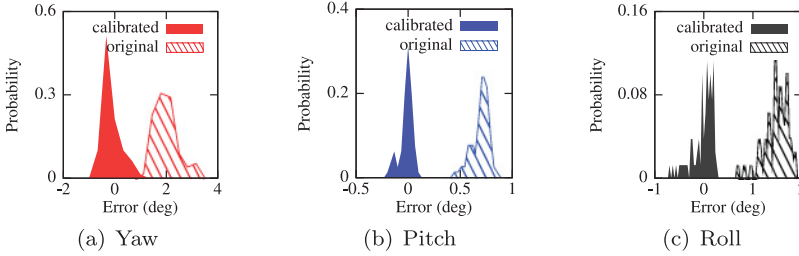 calibrated
original
Probability
0.6
0.3
0
-2
0
2
4
Error (deg)
(a) Yaw
calibrated
original
Probability
0.4
0.2
0
-0.5
0
0.5
1
Error (deg)
(b) Pitch
calibrated
original
Probability
0.16
0.08
0
-1
0
1
Error (deg)
(c) Roll